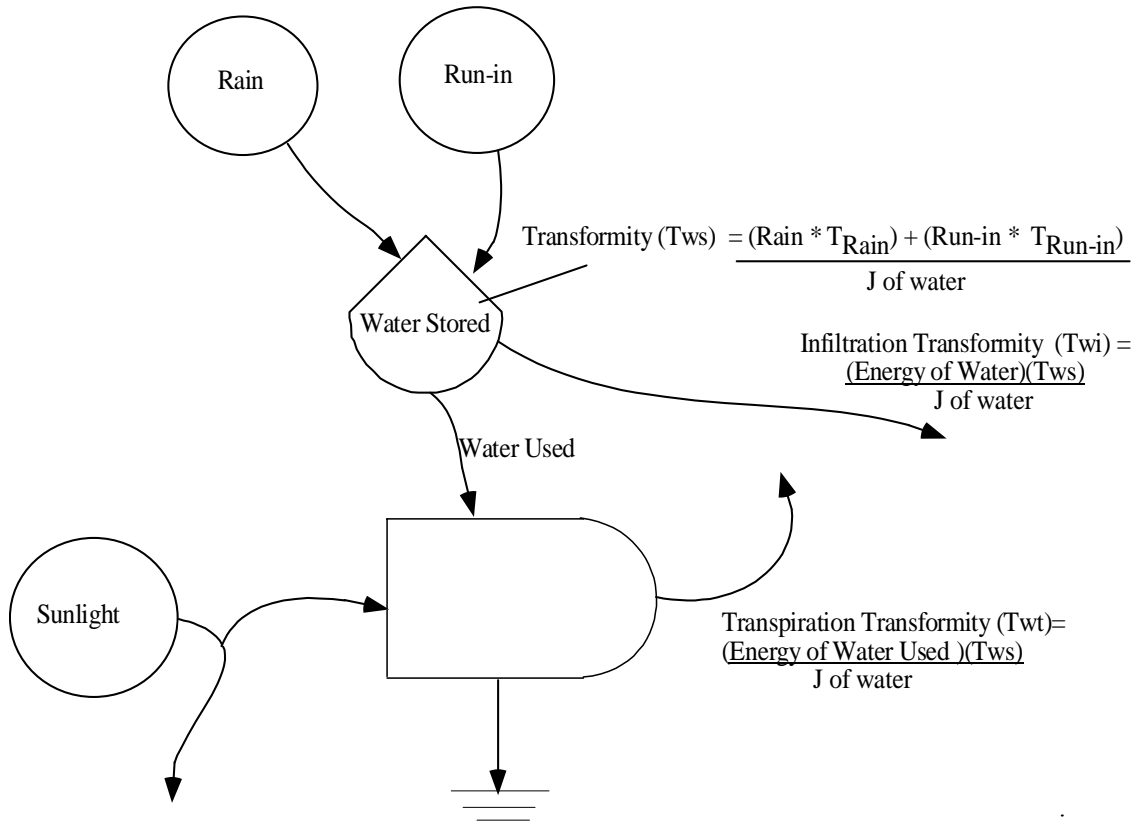 Rain
Run-in
Transformity (Tws) = (Rain * TRain) + (Run-in * TRun-in)
J of water
Water Stored
Infiltration Transformity (Twi) =
(Energy of Water)(Tws)
J of water
Water Used
Sunlight
Transpiration Transformity (Twt)=
(Energy of Water Used )(Tws)
J of water
.